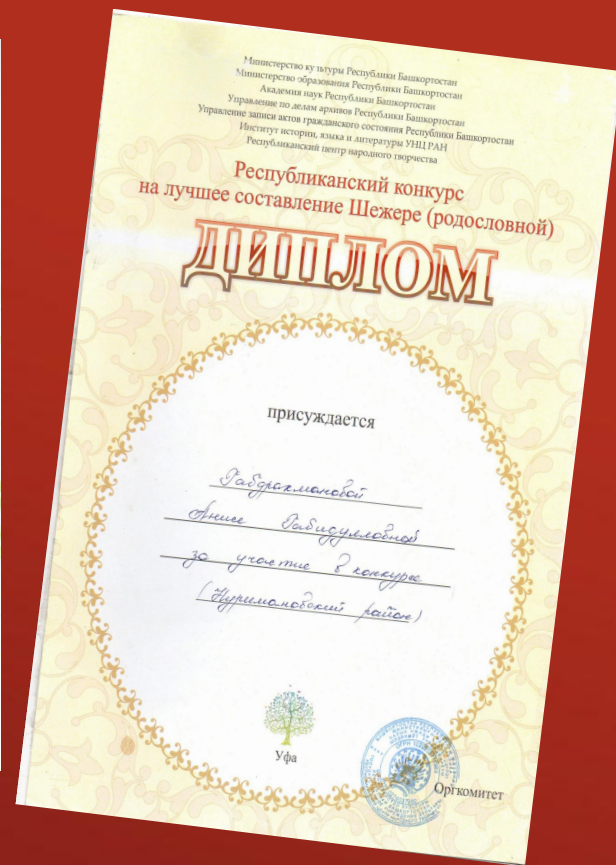 Министерство культуры Республики Башкортостан
Министерство образования Республики Башкортостан
Академия наук Республики Башкортостан
Управление по делам архивов Республики Башкортостан
Управление записи актов гражданского состояния Республики Башкортостан
Институт истории, языка и литературы УНЦ РАН
Республиканский центр народного творчества
Республиканский конкурс
на лучшее составление Шежере (родословной)
ДИПЛОМ
присуждается
Габдрахмановой
Анисе Габидулловной
за участие в конкурсе
(Нуримановский район)
Уфа
Оргкомитет